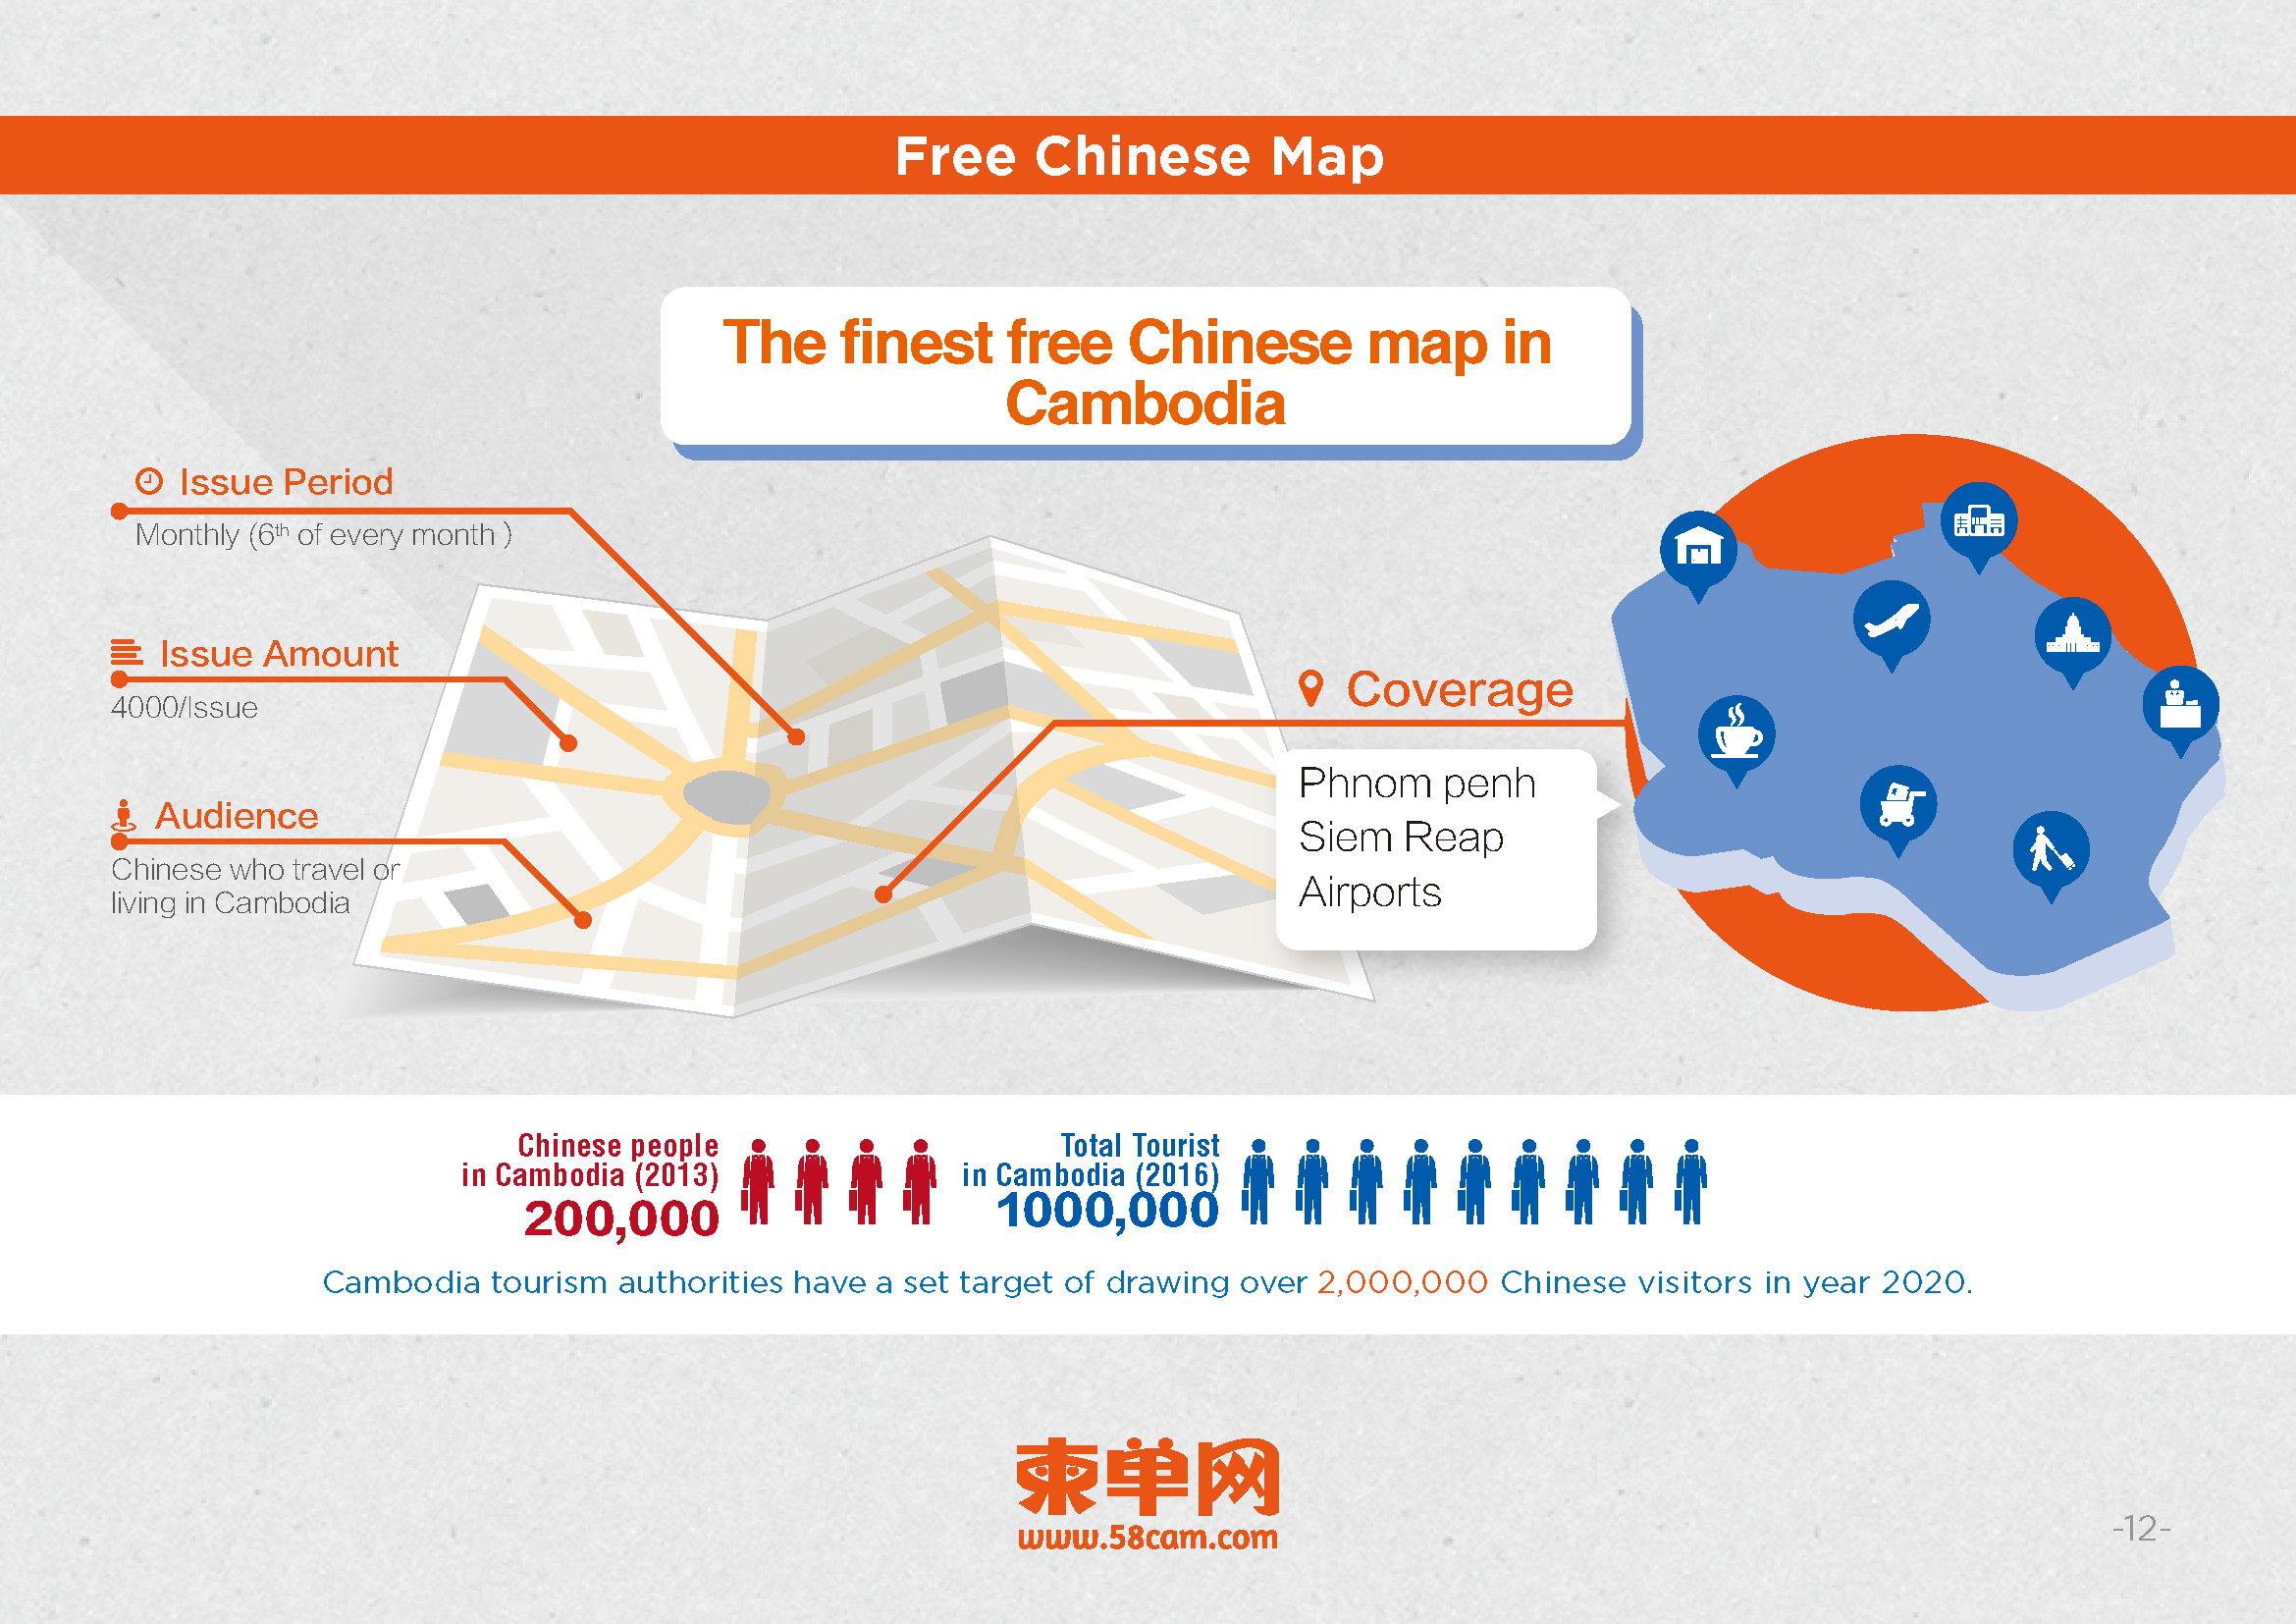 Free Chinese Map
The finest free Chinese map in
Cambodia
Issue Period
Monthly (6th of every month )
Issue Amount
4000/Issue
Audience
Chinese who travel or
living in Cambodia
Coverage
Phnom penh
Siem Reap
Airports
Chinese people
in Cambodia (2013)
200,000
Total Tourist
in Cambodia (2016)
1000,000
Cambodia tourism authorities have a set target of drawing over 2,000,000 Chinese visitors in year 2020.
柬单网
www.58cam.com
-12-